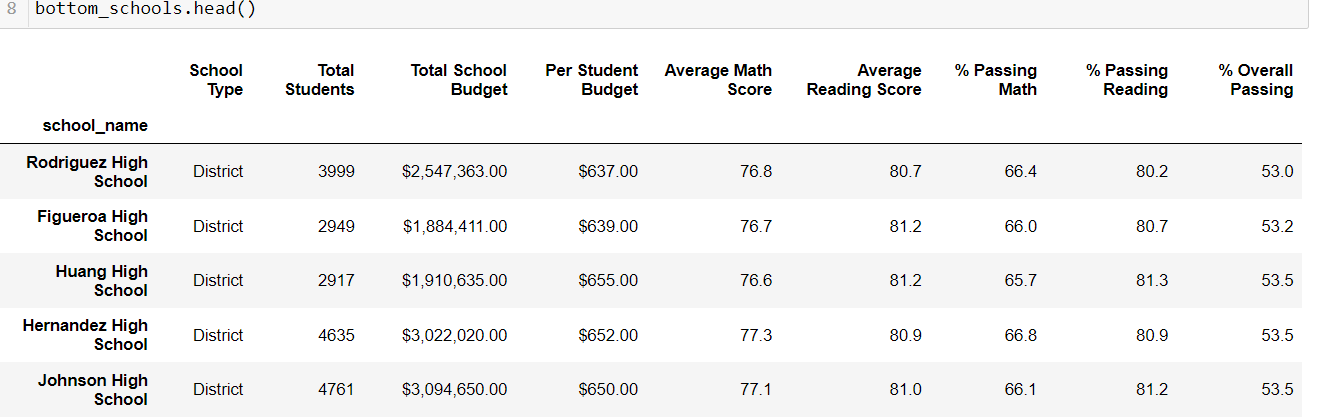 8 bottom_schools.head()
School Type Total Students Total School Budget Per Student Budget Average Math Score Average Reading Score % Passing Math % Passing Reading % Overall Passing
school_name
Rodriguez High School District 3999 $2,547,363.00 $637.00 76.8 80.7 66.4 80.2 53.0
Figueroa High School District 2949 $1,884,411.00 $639.00 76.7 81.2 66.0 80.7 53.2
Huang High School District 2917 $1,910,635.00 $655.00 76.6 81.2 65.7 81.3 53.5
Hernandez High School District 4635 $3,022,020.00 $652.00 77.3 80.9 66.8 80.9 53.5
Johnson High School District 4761 $3,094,650.00 $650.00 77.1 81.0 66.1 81.2 53.5